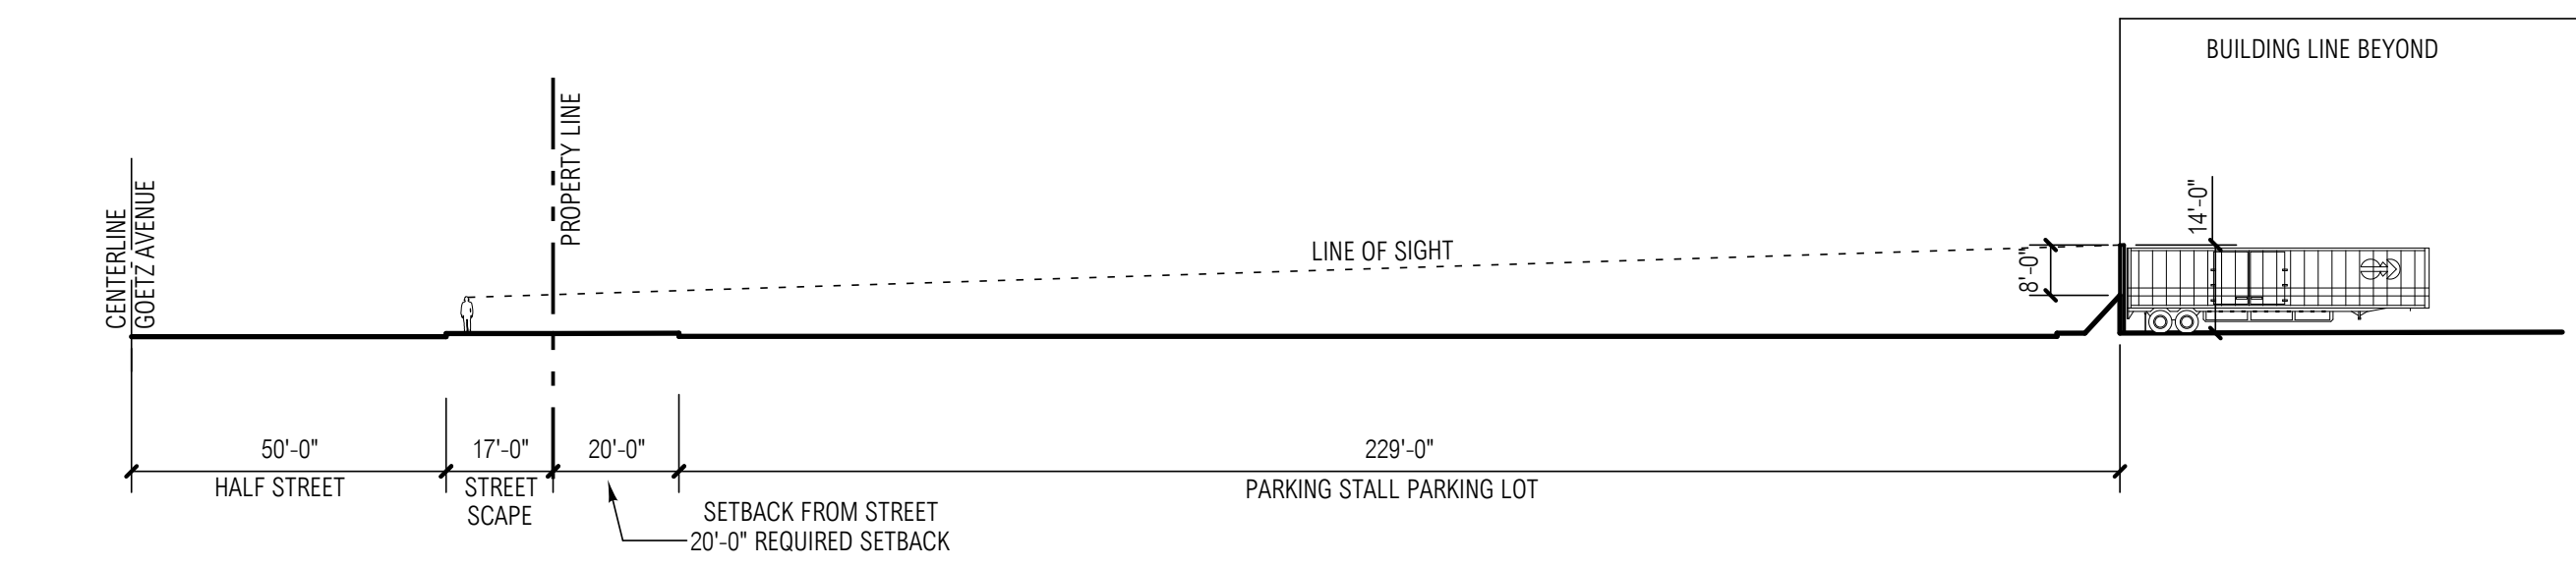 BUILDING LINE BEYOND
CENTERLINE
GOETZ AVENUE
PROPERTY LINE
LINE OF SIGHT
8'-0"
14'-0"
50'-0"
HALF STREET
17'-0"
STREET
SCAPE
20'-0"
SETBACK FROM STREET
20'-0" REQUIRED SETBACK
229'-0"
PARKING STALL PARKING LOT